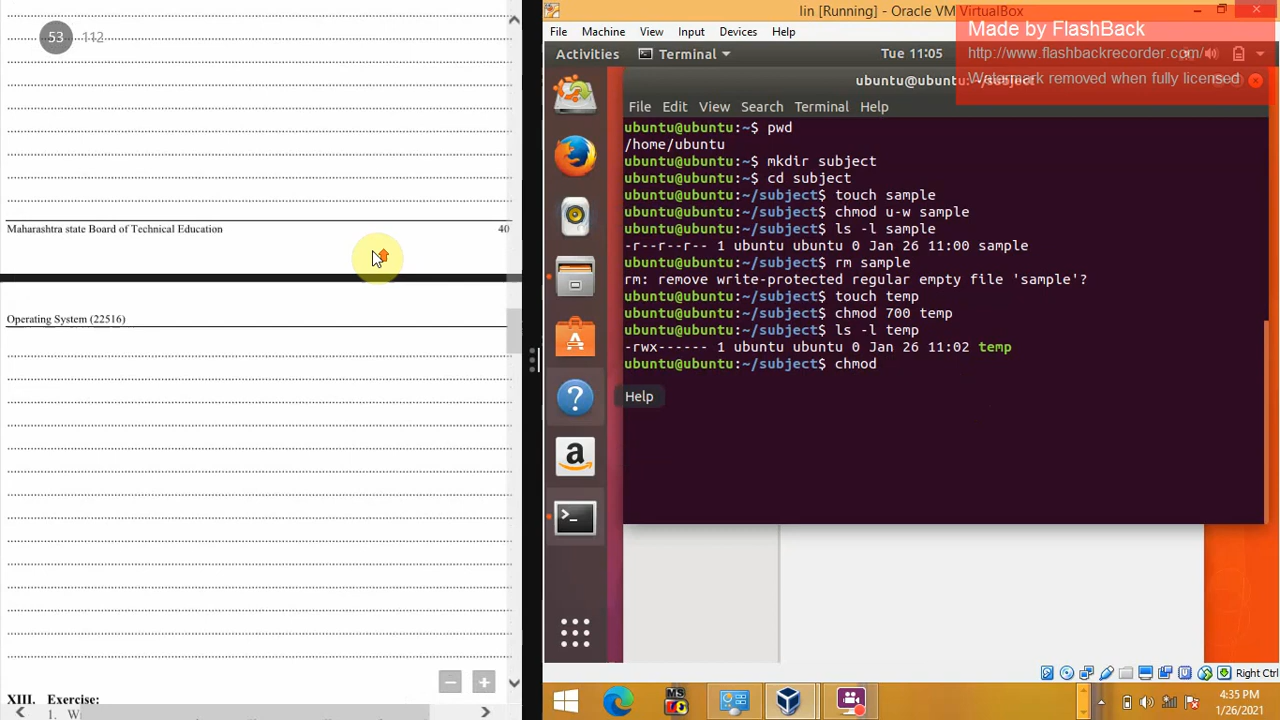 53 112
Maharashtra state Board of Technical Education 40
Operating System (22516)
XIII. Exercise:
1.
lin [Running] - Oracle VM VirtualBox
File Machine View Input Devices Help
Made by FlashBack
http://www.flashbackrecorder.com/
Watermark removed when fully licensed
Activities Terminal Tue 11:05
ubuntu@ubuntu: ~/subject
File Edit View Search Terminal Help
ubuntu@ubuntu:~$ pwd
/home/ubuntu
ubuntu@ubuntu:~$ mkdir subject
ubuntu@ubuntu:~$ cd subject
ubuntu@ubuntu:~/subject$ touch sample
ubuntu@ubuntu:~/subject$ chmod u-w sample
ubuntu@ubuntu:~/subject$ ls -l sample
-r--r--r-- 1 ubuntu ubuntu 0 Jan 26 11:00 sample
ubuntu@ubuntu:~/subject$ rm sample
rm: remove write-protected regular empty file 'sample'?
ubuntu@ubuntu:~/subject$ touch temp
ubuntu@ubuntu:~/subject$ chmod 700 temp
ubuntu@ubuntu:~/subject$ ls -l temp
-rwx------ 1 ubuntu ubuntu 0 Jan 26 11:02 temp
ubuntu@ubuntu:~/subject$ chmod
Help
Right Ctrl
MS
4:35 PM
1/26/2021